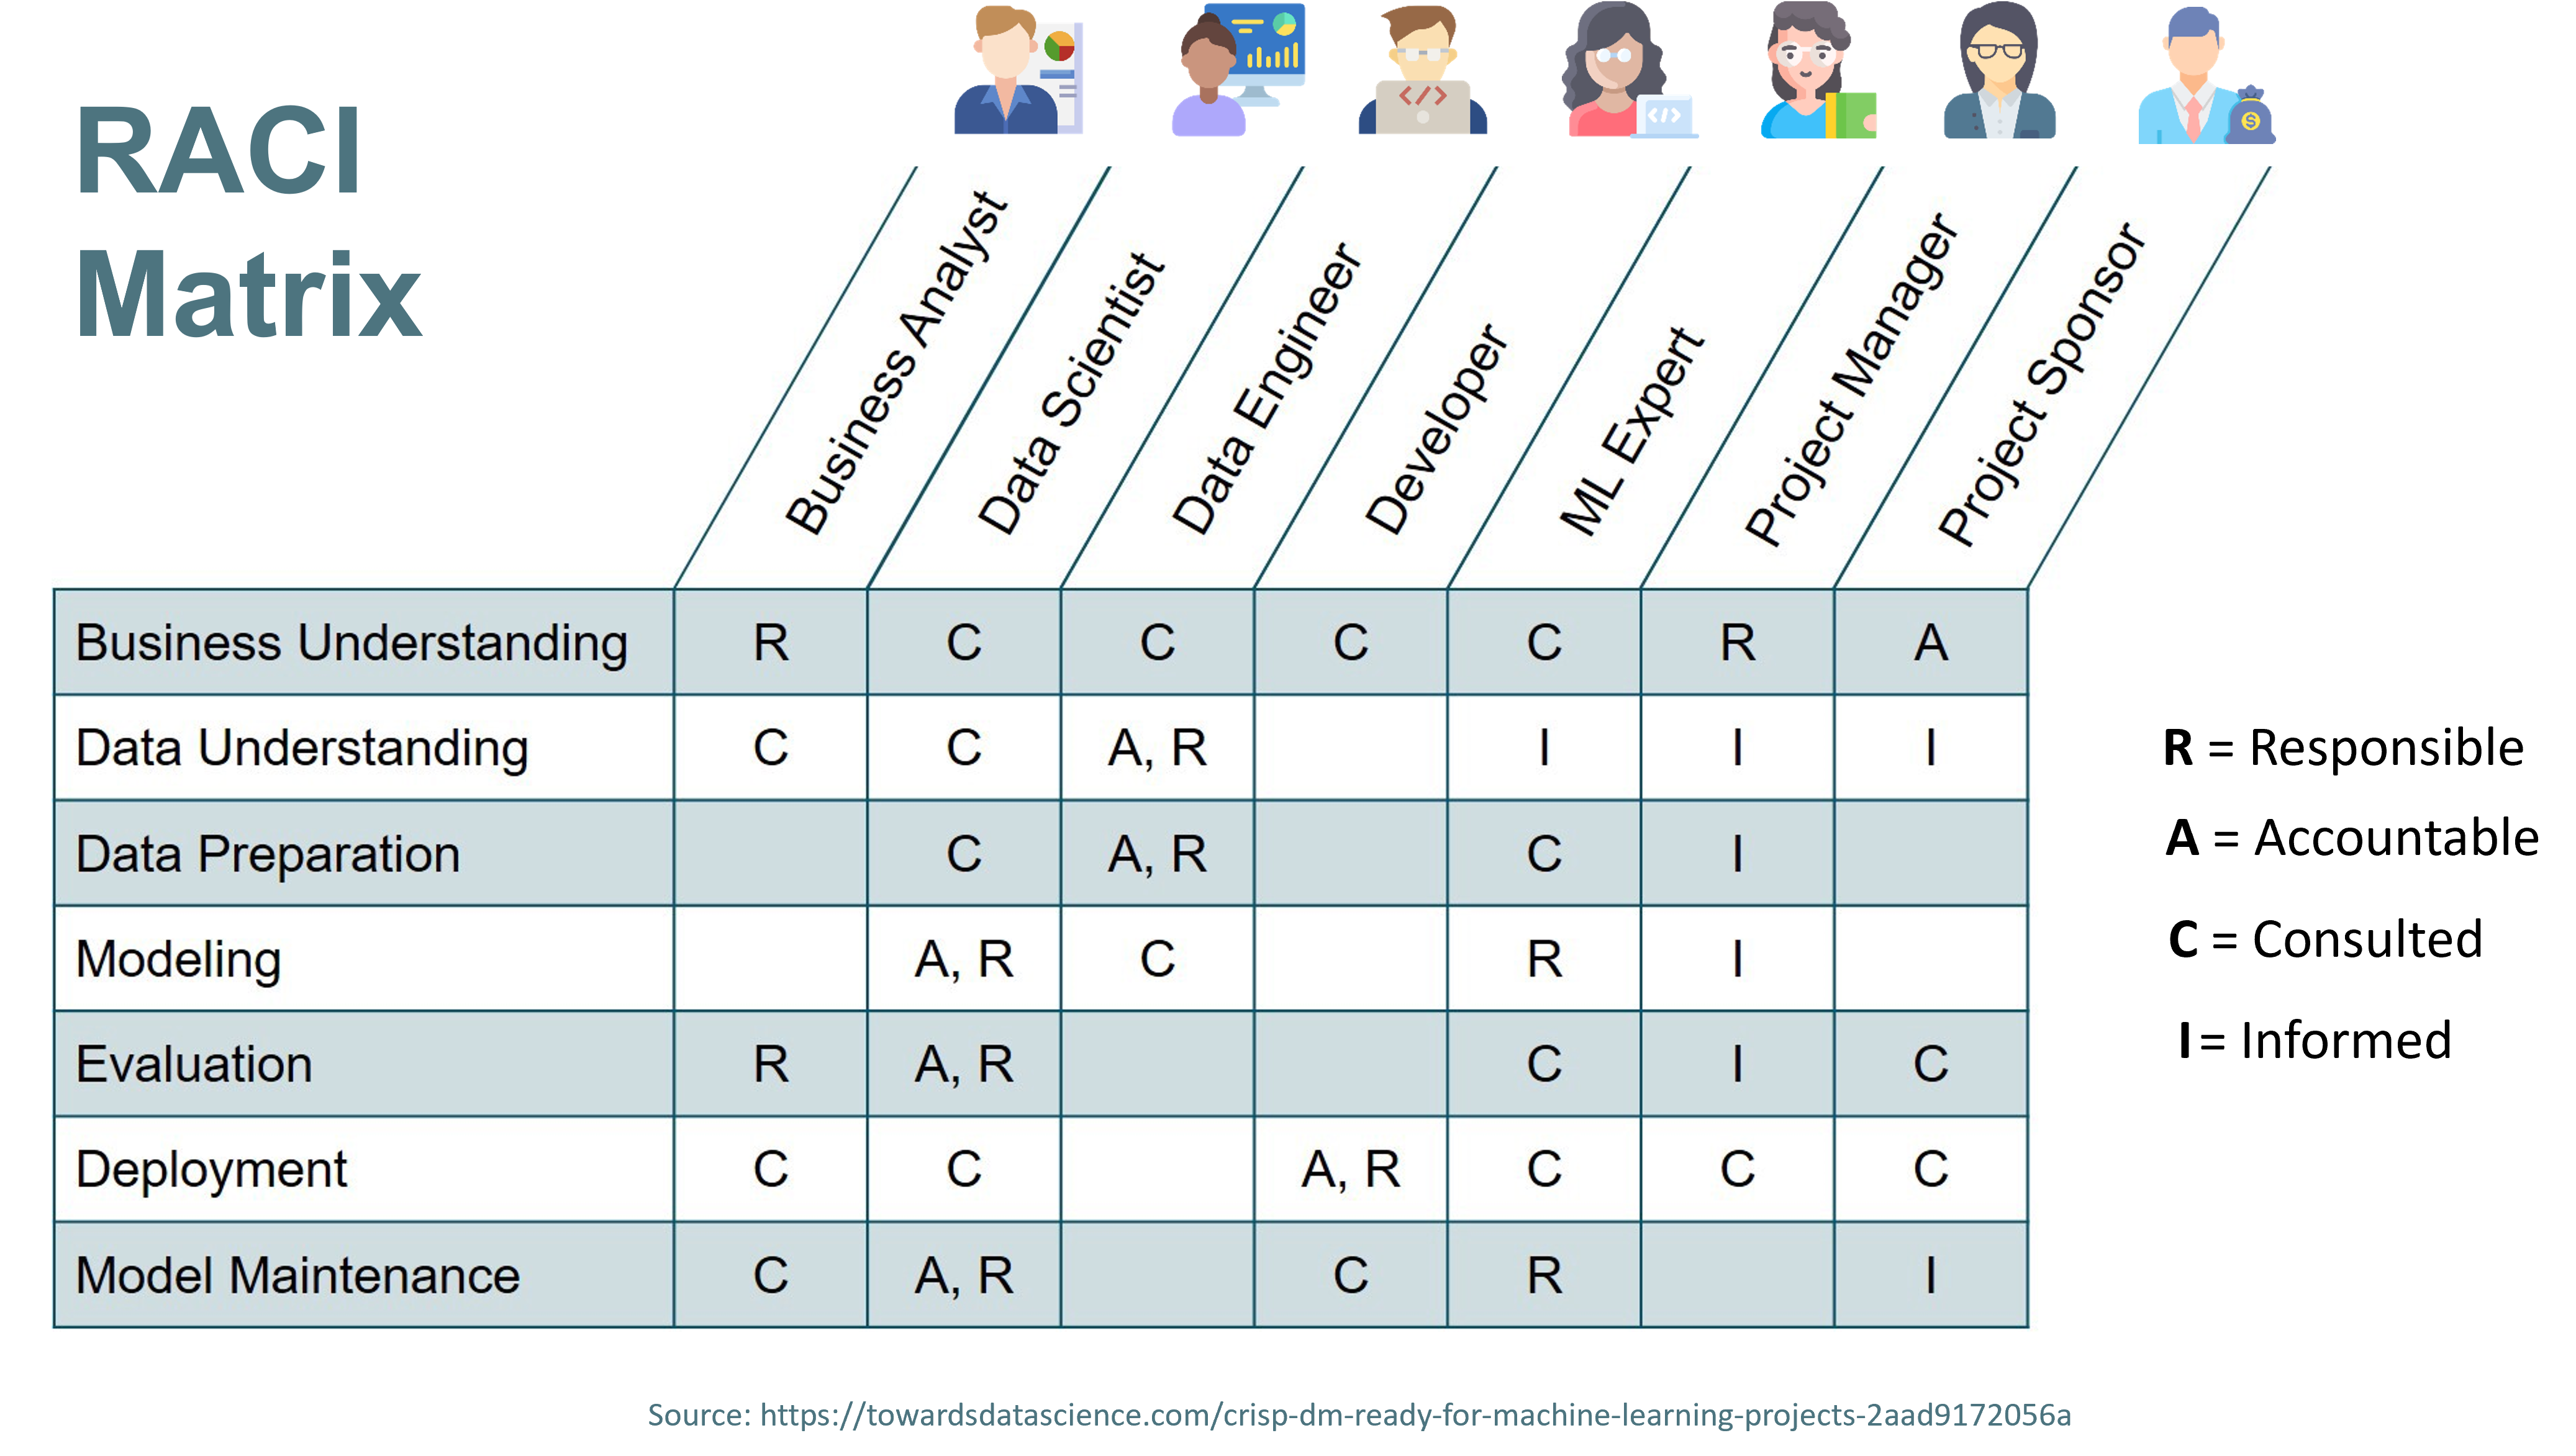 RACI
Matrix
Business Analyst
Data Scientist
Data Engineer
Developer
ML Expert
Project Manager
Project Sponsor
Business Understanding R C C C C R A
Data Understanding C C A, R I I I
Data Preparation C A, R C I
Modeling A, R C R I
Evaluation R A, R C I C
Deployment C C A, R C C C
Model Maintenance C A, R C R I
R = Responsible
A = Accountable
C = Consulted
I = Informed
Source: https://towardsdatascience.com/crisp-dm-ready-for-machine-learning-projects-2aad9172056a